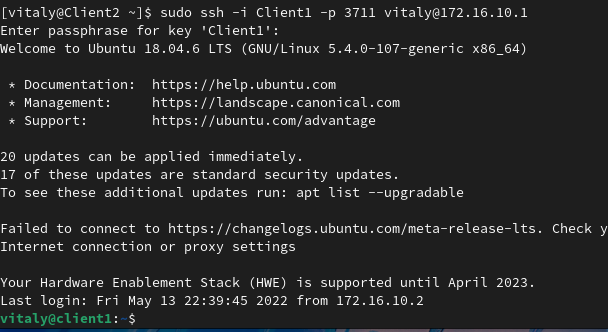 [vitaly@Client2 ~]$ sudo ssh -i Client1 -p 3711 vitaly@172.16.10.1
Enter passphrase for key 'Client1':
Welcome to Ubuntu 18.04.6 LTS (GNU/Linux 5.4.0-107-generic x86_64)

 * Documentation:  https://help.ubuntu.com
 * Management:     https://landscape.canonical.com
 * Support:        https://ubuntu.com/advantage

20 updates can be applied immediately.
17 of these updates are standard security updates.
To see these additional updates run: apt list --upgradable

Failed to connect to https://changelogs.ubuntu.com/meta-release-lts. Check y
Internet connection or proxy settings

Your Hardware Enablement Stack (HWE) is supported until April 2023.
Last login: Fri May 13 22:39:45 2022 from 172.16.10.2
vitaly@client1:~$